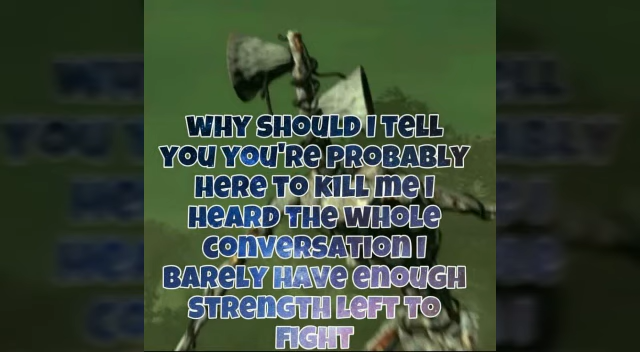 WHY SHOULD I TELL
YOU YOU'RE PROBABLY
HERE TO KILL ME I
HEARD THE WHOLE
CONVERSATION I
BARELY HAVE ENOUGH
STRENGTH LEFT TO
FIGHT